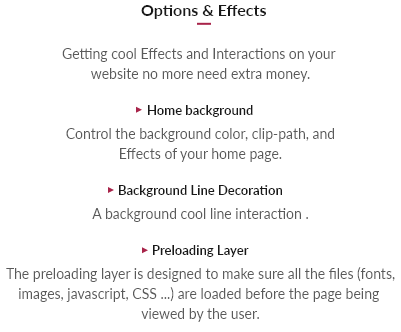 Options & Effects
Getting cool Effects and Interactions on your
website no more need extra money.
Home background
Control the background color, clip-path, and
Effects of your home page.
Background Line Decoration
A background cool line interaction .
Preloading Layer
The preloading layer is designed to make sure all the files (fonts,
images, javascript, CSS ...) are loaded before the page being
viewed by the user.